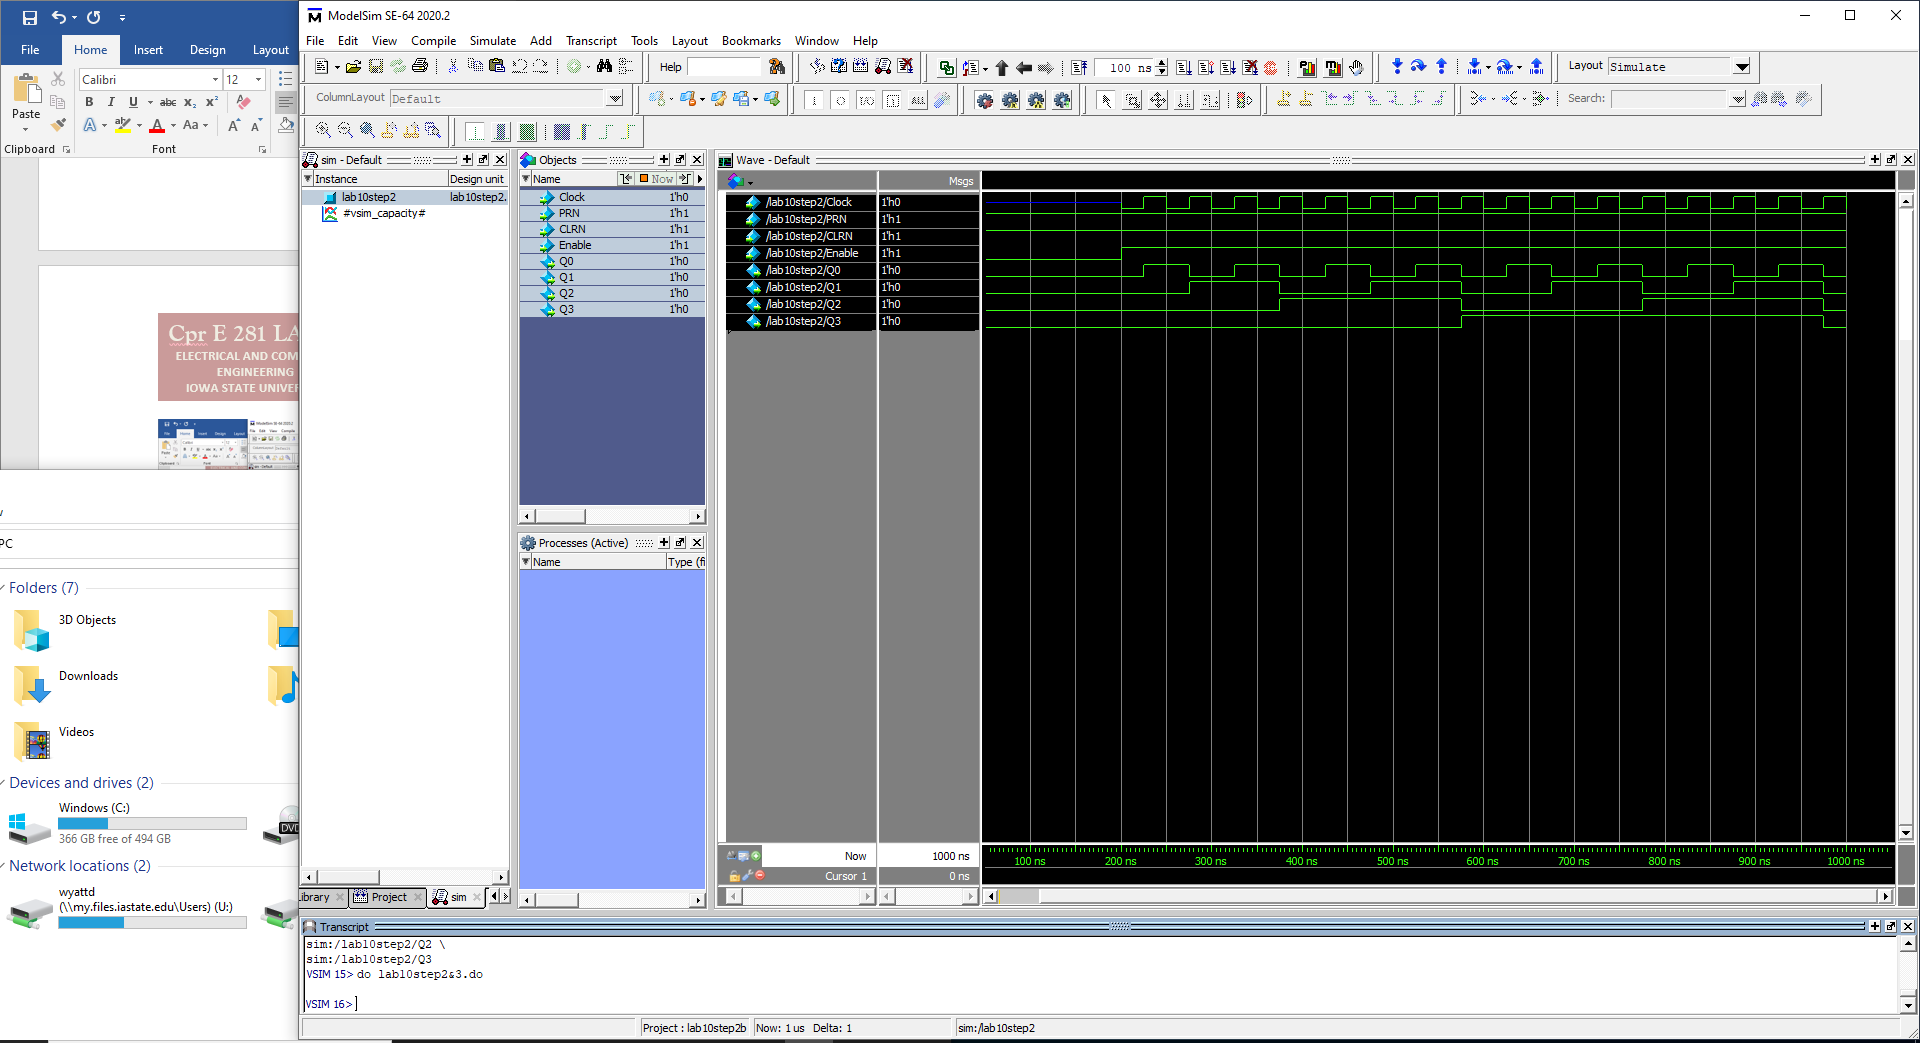 ModelSim SE-64 2020.2
File Edit View Compile Simulate Add Transcript Tools Layout Bookmarks Window Help
File Home Insert Design Layout
Help
100 ns
Layout Simulate
ColumnLayout Default
Search:
Calibri 12
Paste
B I U abc x₂ x²
Aa
Clipboard
Font
sim - Default
Instance Design unit
lab10step2 lab10step2.
#vsim_capacity#
Objects
Name Now
Clock 1'h0
PRN 1'h1
CLRN 1'h1
Enable 1'h1
Q0 1'h0
Q1 1'h0
Q2 1'h0
Q3 1'h0
Processes (Active)
Name Type (fi
Wave - Default
Msgs
/lab10step2/Clock 1'h0
/lab10step2/PRN 1'h1
/lab10step2/CLRN 1'h1
/lab10step2/Enable 1'h1
/lab10step2/Q0 1'h0
/lab10step2/Q1 1'h0
/lab10step2/Q2 1'h0
/lab10step2/Q3 1'h0
Now 1000 ns
Cursor 1 0 ns
100 ns 200 ns 300 ns 400 ns 500 ns 600 ns 700 ns 800 ns 900 ns 1000 ns
Cpr E 281 LA
ELECTRICAL AND COM
ENGINEERING
IOWA STATE UNIVER
PC
Folders (7)
3D Objects
Downloads
Videos
Devices and drives (2)
Windows (C:)
366 GB free of 494 GB
DVD
Network locations (2)
wyattd
(\\my.files.iastate.edu\Users) (U:)
ibrary Project sim
Transcript
sim:/lab10step2/Q2 \
sim:/lab10step2/Q3
VSIM 15> do lab10step2&3.do
VSIM 16>
Project : lab10step2b Now: 1 us Delta: 1 sim:/lab10step2